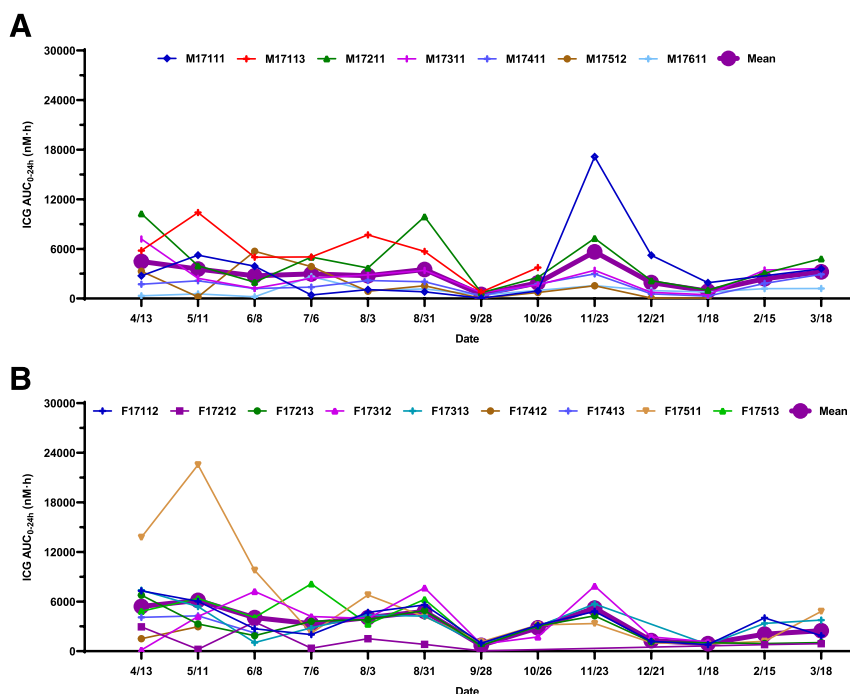 A
30000
M17111 M17113 M17211 M17311 M17411 M17512 M17611 Mean
24000
18000
12000
6000
0
ICG AUC0-24h (nM·h)
4/13 5/11 6/8 7/6 8/3 8/31 9/28 10/26 11/23 12/21 1/18 2/15 3/18
Date
B
30000
F17112 F17212 F17213 F17312 F17313 F17412 F17413 F17511 F17513 Mean
24000
18000
12000
6000
0
ICG AUC0-24h (nM·h)
4/13 5/11 6/8 7/6 8/3 8/31 9/28 10/26 11/23 12/21 1/18 2/15 3/18
Date